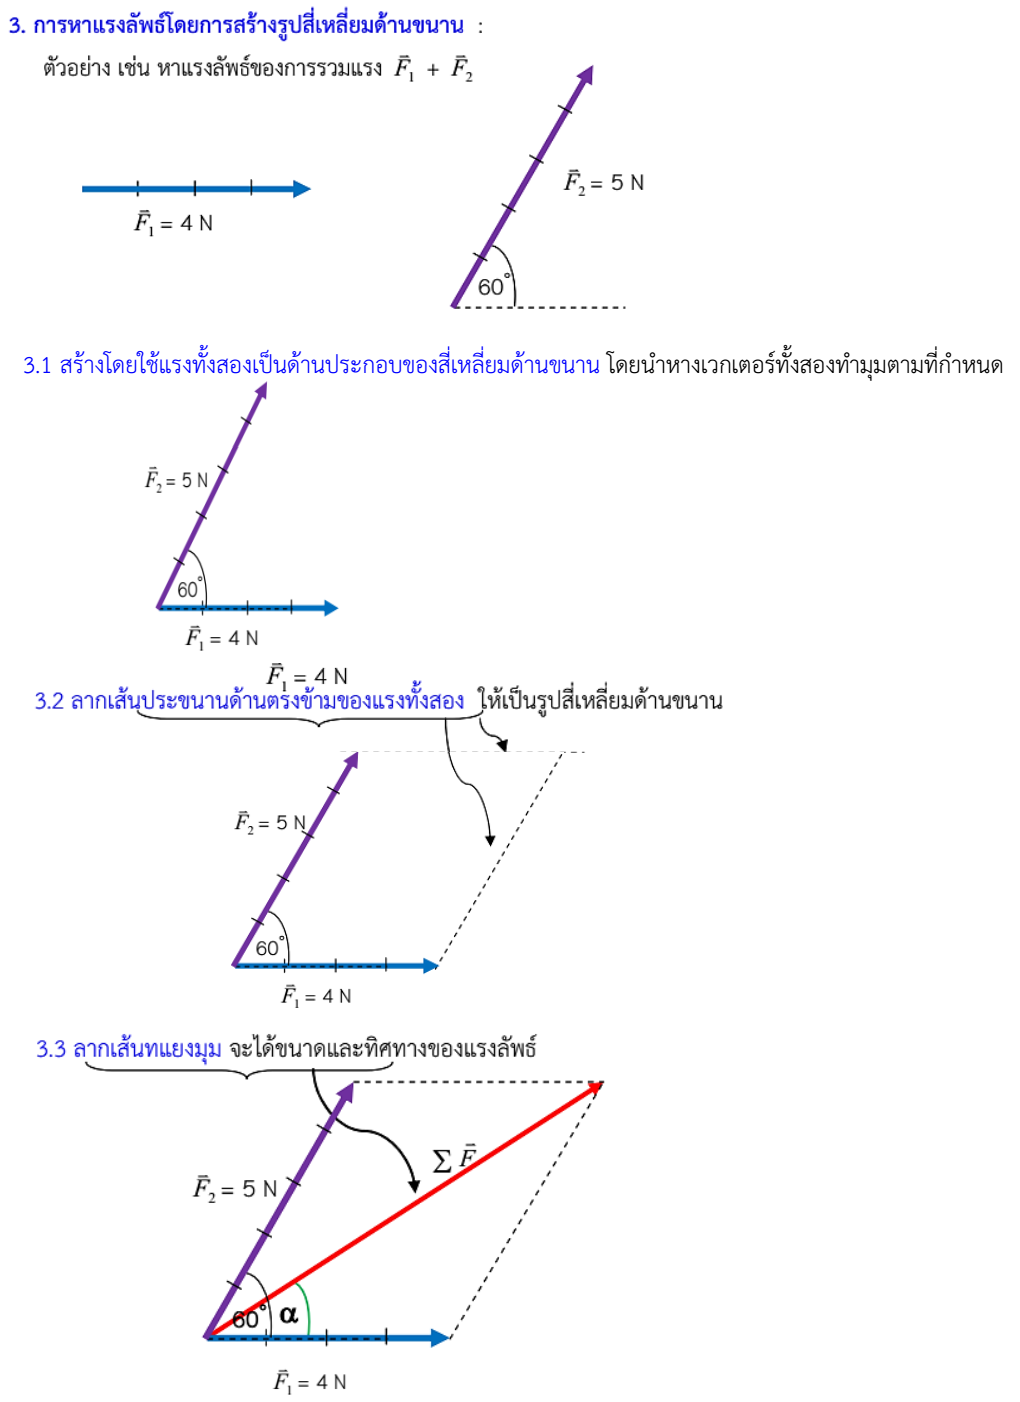 3. การหาแรงลัพธ์โดยการสร้างรูปสี่เหลี่ยมด้านขนาน :
ตัวอย่าง เช่น หาแรงลัพธ์ของการรวมแรง F⃗₁ + F⃗₂
F⃗₂ = 5 N
F⃗₁ = 4 N
60°
3.1 สร้างโดยใช้แรงทั้งสองเป็นด้านประกอบของสี่เหลี่ยมด้านขนาน โดยนำหางเวกเตอร์ทั้งสองทำมุมตามที่กำหนด
F⃗₂ = 5 N
60°
F⃗₁ = 4 N
F⃗₁ = 4 N
3.2 ลากเส้นประขนานด้านตรงข้ามของแรงทั้งสอง ให้เป็นรูปสี่เหลี่ยมด้านขนาน
F⃗₂ = 5 N
60°
F⃗₁ = 4 N
3.3 ลากเส้นทแยงมุม จะได้ขนาดและทิศทางของแรงลัพธ์
∑ F⃗
F⃗₂ = 5 N
60° α
F⃗₁ = 4 N